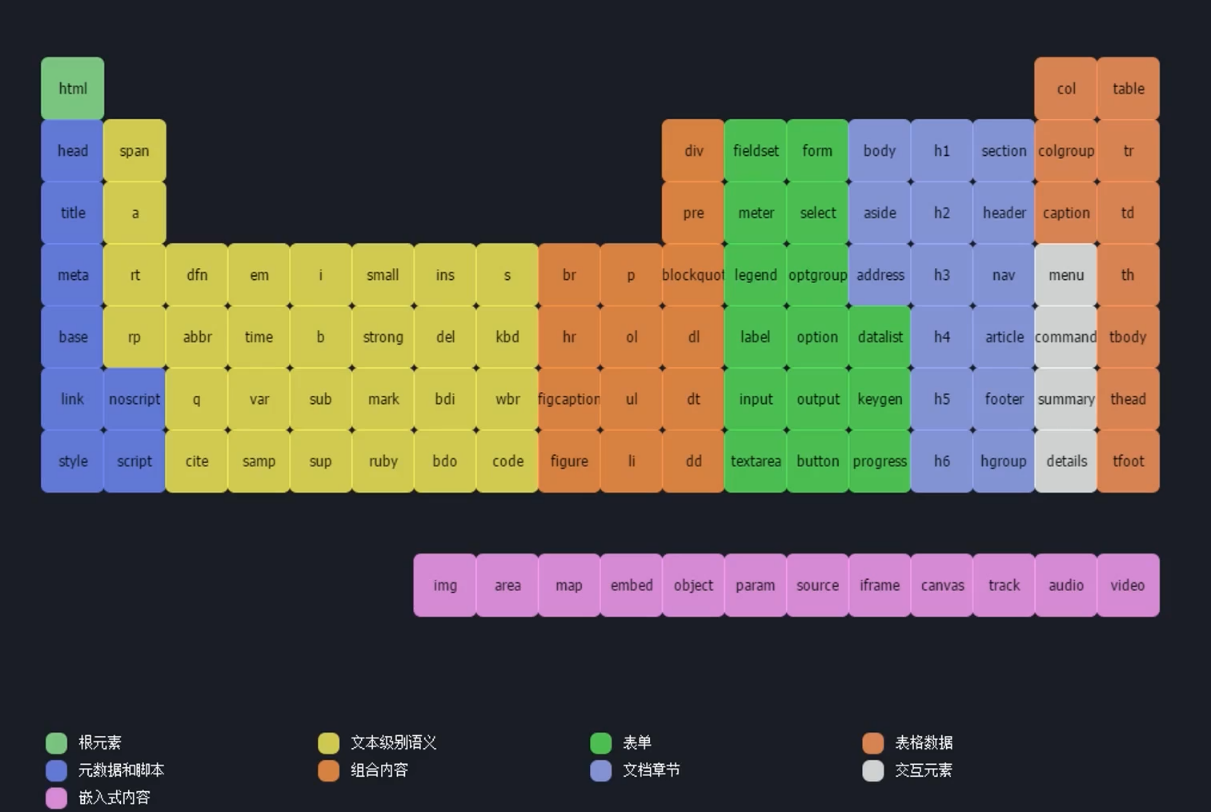 html col table
head span div fieldset form body h1 section colgroup tr
title a pre meter select aside h2 header caption td
meta rt dfn em i small ins s br p blockquot legend optgroup address h3 nav menu th
base rp abbr time b strong del kbd hr ol dl label option datalist h4 article command tbody
link noscript q var sub mark bdi wbr figcaption ul dt input output keygen h5 footer summary thead
style script cite samp sup ruby bdo code figure li dd textarea button progress h6 hgroup details tfoot
img area map embed object param source iframe canvas track audio video
根元素 文本级别语义 表单 表格数据
元数据和脚本 组合内容 文档章节 交互元素
嵌入式内容